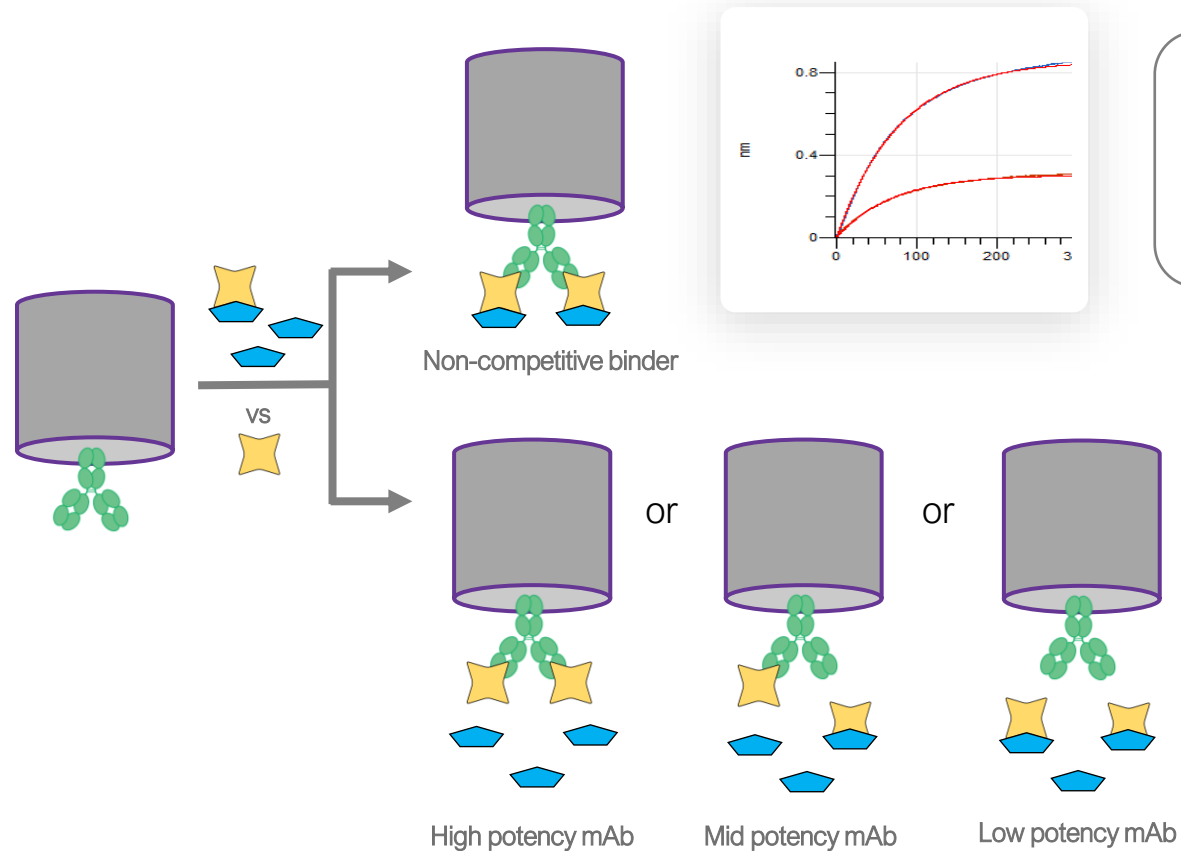 0.8
nm
0.4
0
0 100 200 3
Non-competitive binder
vs
or
or
High potency mAb
Mid potency mAb
Low potency mAb